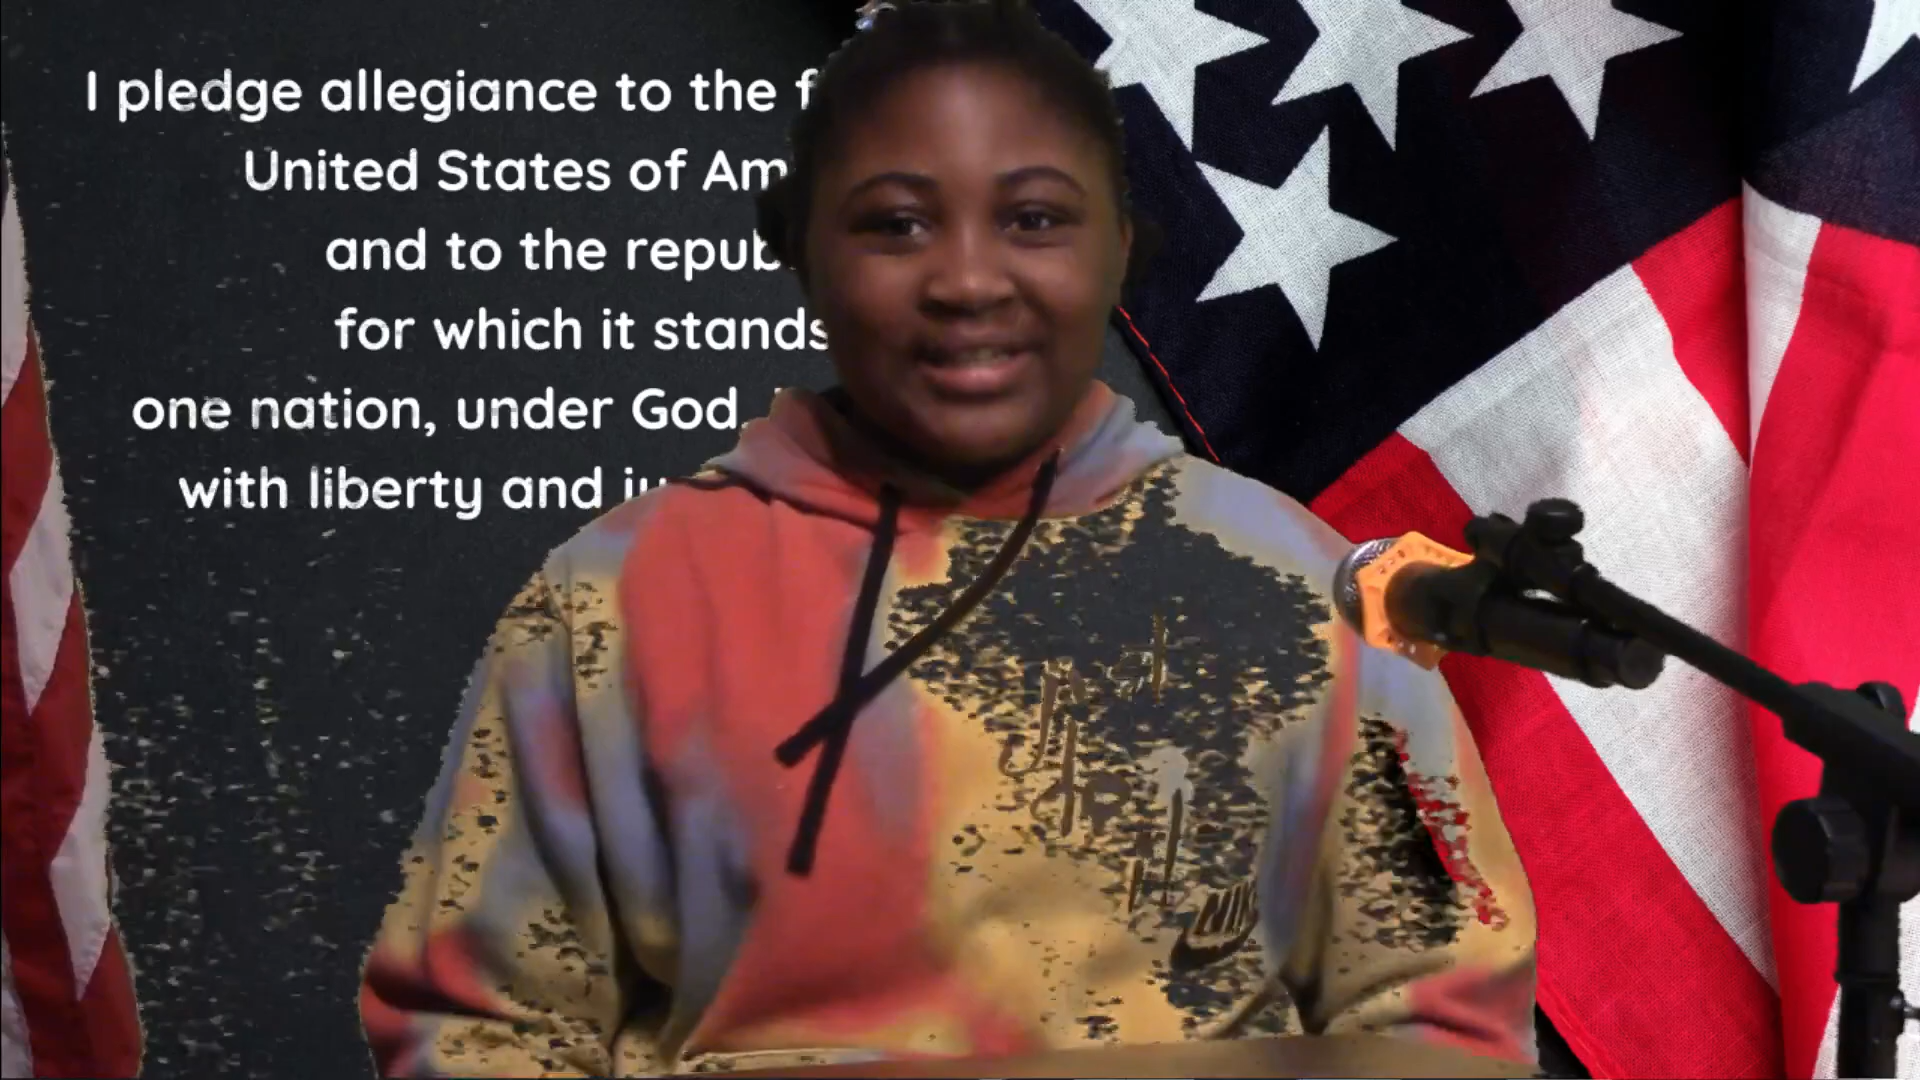 I pledge allegiance to the f
United States of Am
and to the repub
for which it stands
one nation, under God,
with liberty and ju